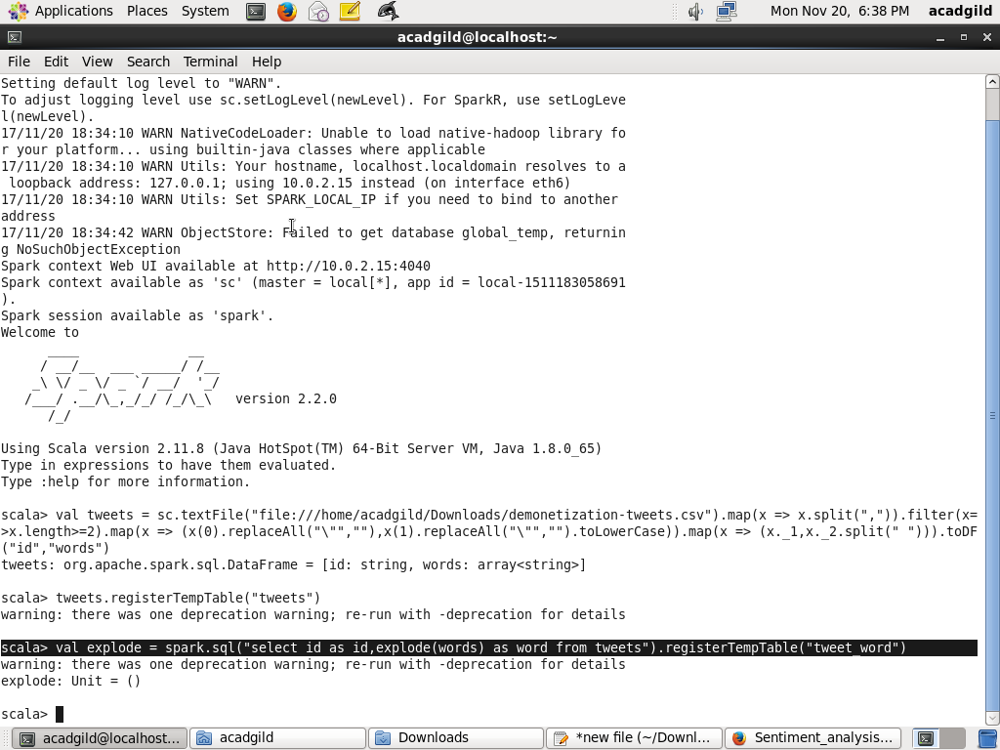 Applications Places System Mon Nov 20, 6:38 PM acadgild
acadgild@localhost:~
File Edit View Search Terminal Help
Setting default log level to "WARN".
To adjust logging level use sc.setLogLevel(newLevel). For SparkR, use setLogLeve
l(newLevel).
17/11/20 18:34:10 WARN NativeCodeLoader: Unable to load native-hadoop library fo
r your platform... using builtin-java classes where applicable
17/11/20 18:34:10 WARN Utils: Your hostname, localhost.localdomain resolves to a
 loopback address: 127.0.0.1; using 10.0.2.15 instead (on interface eth6)
17/11/20 18:34:10 WARN Utils: Set SPARK_LOCAL_IP if you need to bind to another
address
17/11/20 18:34:42 WARN ObjectStore: Failed to get database global_temp, returnin
g NoSuchObjectException
Spark context Web UI available at http://10.0.2.15:4040
Spark context available as 'sc' (master = local[*], app id = local-1511183058691
).
Spark session available as 'spark'.
Welcome to
      ____              __
     / __/__  ___ _____/ /__
    _\ \/ _ \/ _ `/ __/  '_/
   /___/ .__/\_,_/_/ /_/\_\   version 2.2.0
      /_/
Using Scala version 2.11.8 (Java HotSpot(TM) 64-Bit Server VM, Java 1.8.0_65)
Type in expressions to have them evaluated.
Type :help for more information.
scala> val tweets = sc.textFile("file:///home/acadgild/Downloads/demonetization-tweets.csv").map(x => x.split(",")).filter(x=
>x.length>=2).map(x => (x(0).replaceAll("\"",""),x(1).replaceAll("\"","").toLowerCase)).map(x => (x._1,x._2.split(" "))).toDF
("id","words")
tweets: org.apache.spark.sql.DataFrame = [id: string, words: array<string>]
scala> tweets.registerTempTable("tweets")
warning: there was one deprecation warning; re-run with -deprecation for details
scala> val explode = spark.sql("select id as id,explode(words) as word from tweets").registerTempTable("tweet_word")
warning: there was one deprecation warning; re-run with -deprecation for details
explode: Unit = ()
scala>
acadgild@localhost:... acadgild Downloads *new file (~/Downl... Sentiment_analysis...